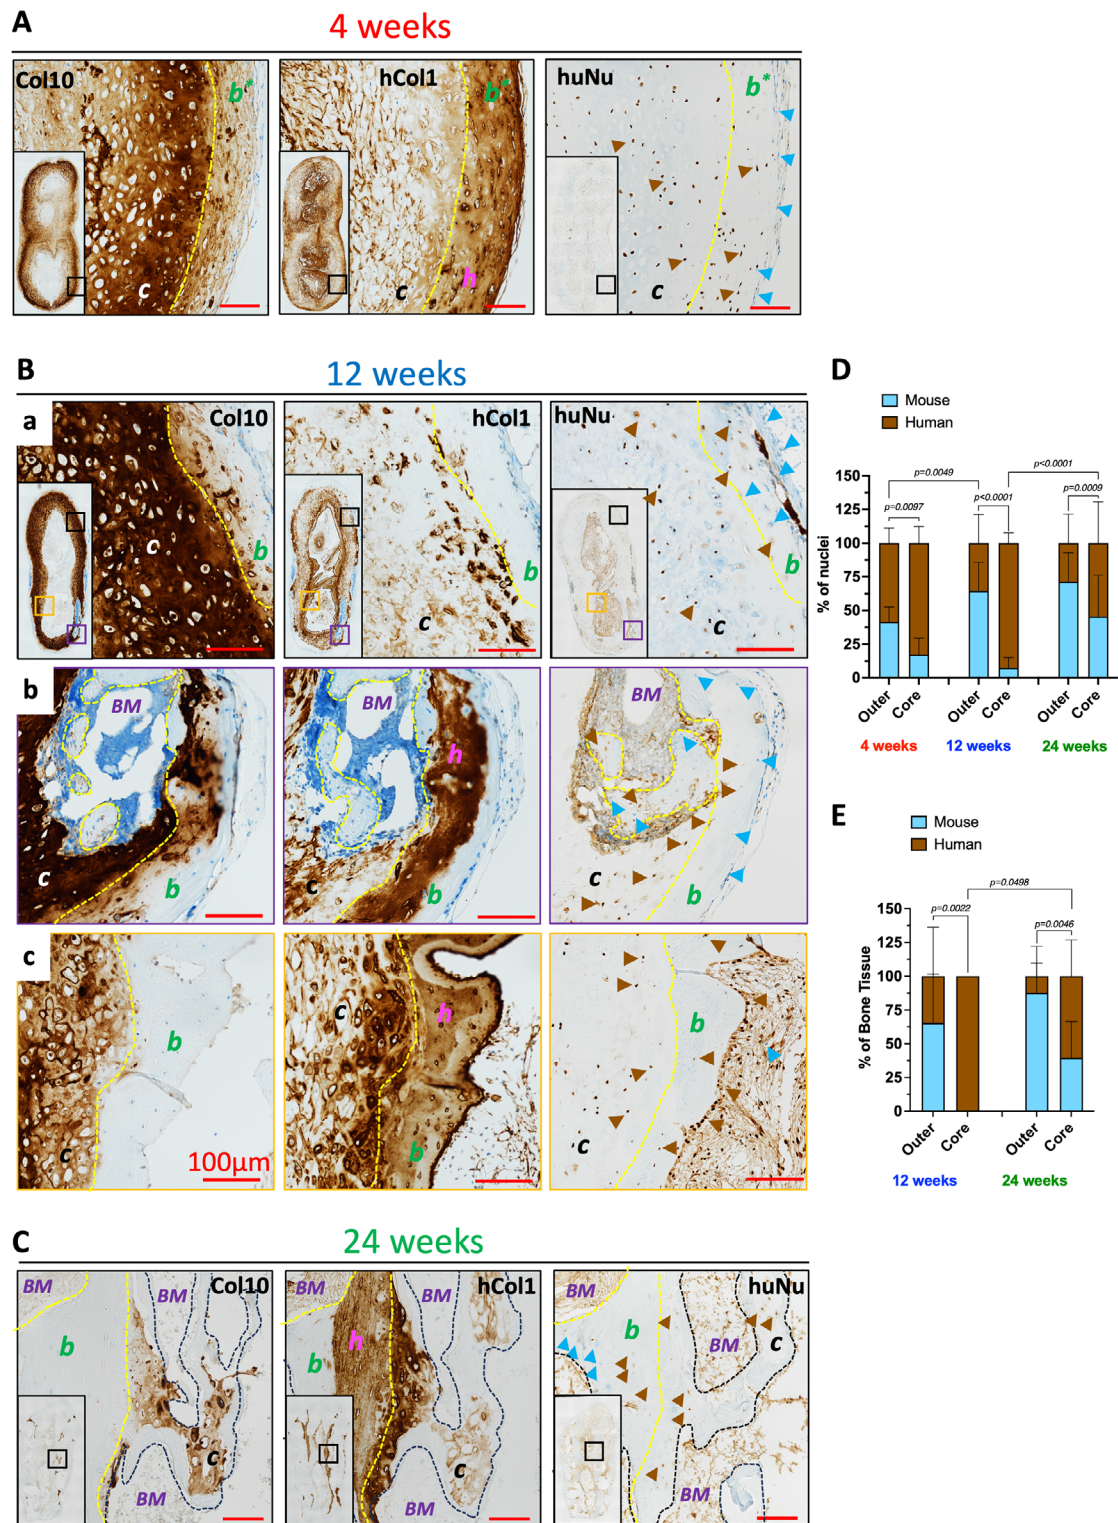 A
4 weeks
Col10
b*
c
hCol1
b*
h
c
huNu
b*
c
B
12 weeks
a
Col10
c
b
hCol1
c
b
huNu
b
c
b
BM
c
b
BM
h
c
b
c
b
c
b
c
100µm
c
h
b
b
c
C
24 weeks
BM
BM
Col10
b
c
BM
hCol1
BM
h
b
c
BM
BM
huNu
b
BM
c
BM
D
Mouse
Human
p<0.0001
p=0.0049
p=0.0009
p<0.0001
p=0.0097
150
125
100
75
50
25
0
% of nuclei
Outer
Core
Outer
Core
Outer
Core
4 weeks
12 weeks
24 weeks
E
Mouse
Human
p=0.0498
p=0.0022
p=0.0046
150
125
100
75
50
25
0
% of Bone Tissue
Outer
Core
Outer
Core
12 weeks
24 weeks